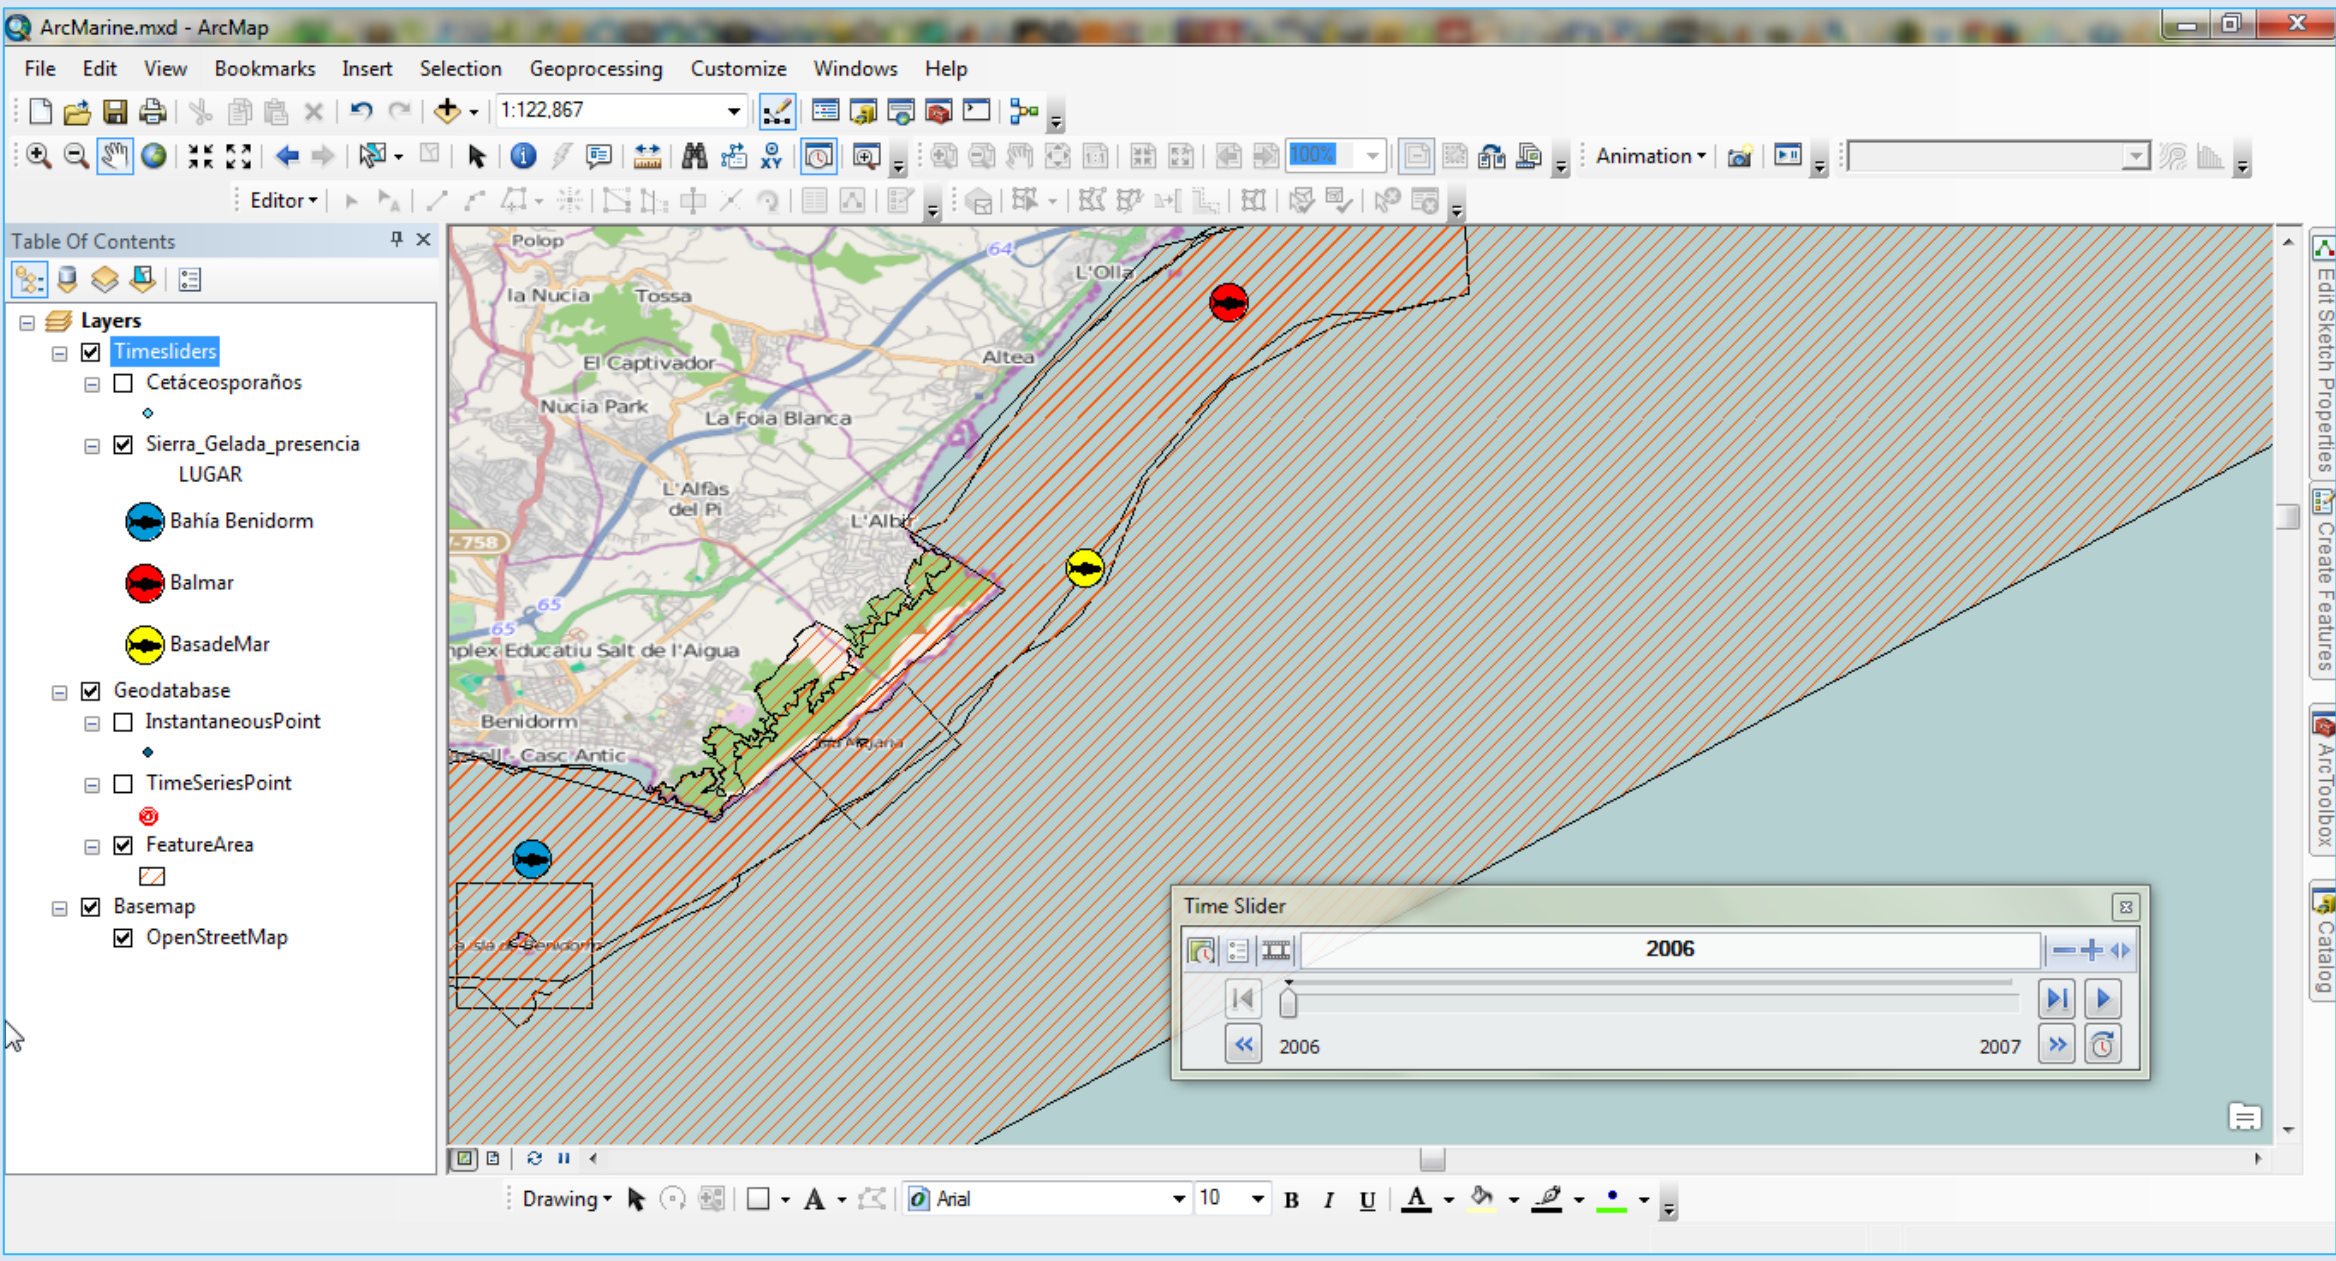 ArcMarine.mxd - ArcMap
File Edit View Bookmarks Insert Selection Geoprocessing Customize Windows Help
1:122,867
100% Animation
Editor
Table Of Contents
Layers
Timesliders
Cetáceosporaños
Sierra_Gelada_presencia
LUGAR
Bahía Benidorm
Balmar
BasadeMar
Geodatabase
InstantaneousPoint
TimeSeriesPoint
FeatureArea
Basemap
OpenStreetMap
Polop
64
L'Olla
la Nucia Tossa
El Captivador
Altea
Nucia Park
La Foia Blanca
L'Alfàs
del Pi
L'Albir
-758
65
65
mplex Educatiu Salt de l'Aigua
Benidorm
Casc Antic
Edit Sketch Properties
Create Features
ArcToolbox
Catalog
Time Slider
2006
2006 2007
Drawing A Arial 10 B I U A